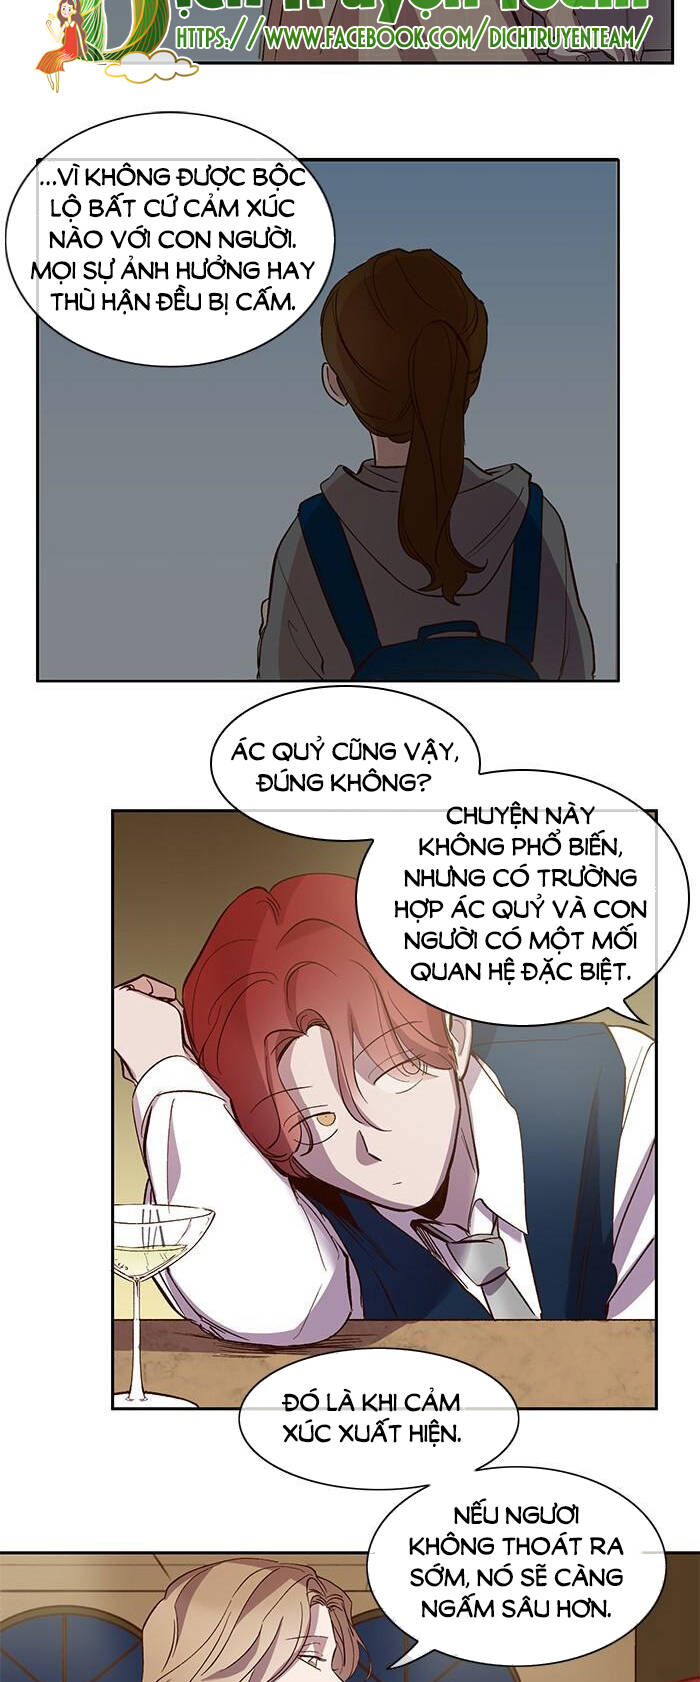 Dịch Truyện Team
HTTPS://WWW.FACEBOOK.COM/DICHTRUYENTEAM/
...VÌ KHÔNG ĐƯỢC BỘC
LỘ BẤT CỨ CẢM XÚC
NÀO VỚI CON NGƯỜI.
MỌI SỰ ẢNH HƯỞNG HAY
THÙ HẬN ĐỀU BỊ CẤM.
ÁC QUỶ CŨNG VẬY,
ĐÚNG KHÔNG?
CHUYỆN NÀY
KHÔNG PHỔ BIẾN,
NHƯNG CÓ TRƯỜNG
HỢP ÁC QUỶ VÀ CON
NGƯỜI CÓ MỘT MỐI
QUAN HỆ ĐẶC BIỆT.
ĐÓ LÀ KHI CẢM
XÚC XUẤT HIỆN.
NẾU NGƯƠI
KHÔNG THOÁT RA
SỚM, NÓ SẼ CÀNG
NGẤM SÂU HƠN.